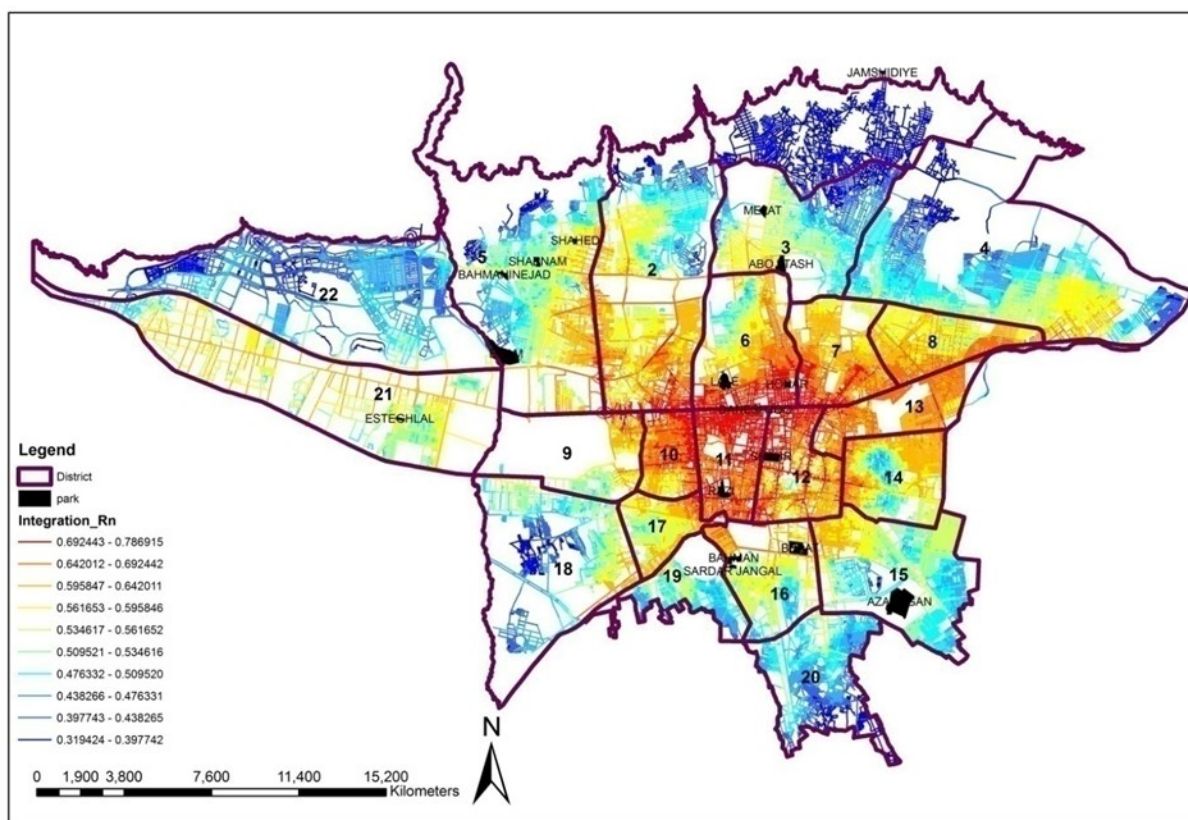 JAMSHIDIYE
MELAT
SHAHED
3
4
5
SHABNAM
2
ABO ATASH
BAHMANINEJAD
22
6
7
8
LALE
HONAR
21
13
ESTEGHLAL
9
10
11
12
14
17
18
BAHMAN
SARDAR JANGAL
19
16
15
20
Legend
District
park
Integration_Rn
0.692443 - 0.786915
0.642012 - 0.692442
0.595847 - 0.642011
0.561653 - 0.595846
0.534617 - 0.561652
0.509521 - 0.534616
0.476332 - 0.509520
0.438266 - 0.476331
0.397743 - 0.438265
0.319424 - 0.397742
N
0 1,900 3,800 7,600 11,400 15,200
Kilometers